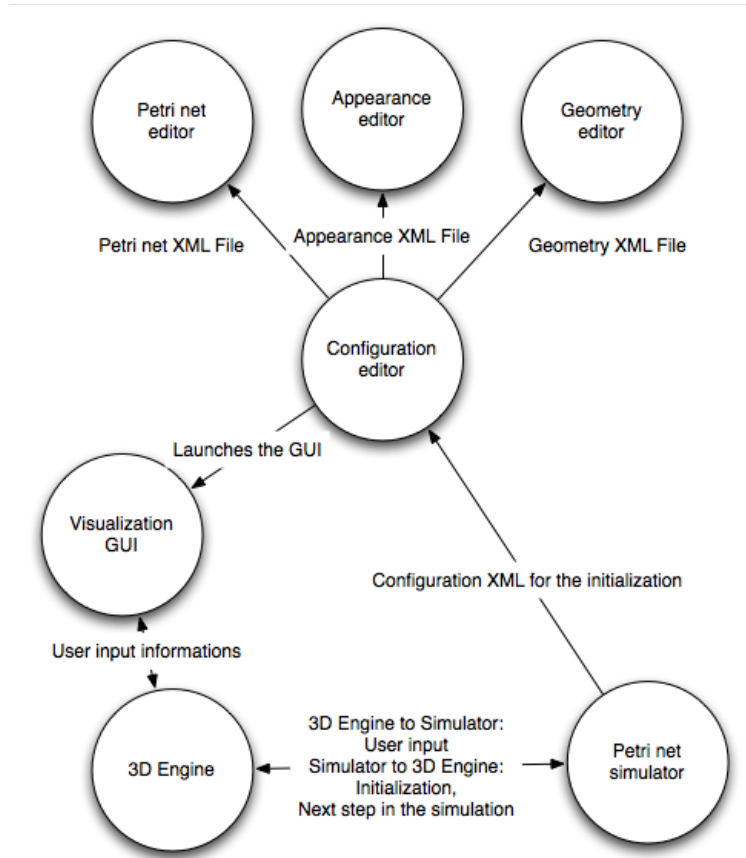 Petri net
editor
Appearance
editor
Geometry
editor
Petri net XML File
Appearance XML File
Geometry XML File
Configuration
editor
Launches the GUI
Visualization
GUI
Configuration XML for the initialization
User input informations
3D Engine
3D Engine to Simulator:
User input
Simulator to 3D Engine:
Initialization,
Next step in the simulation
Petri net
simulator